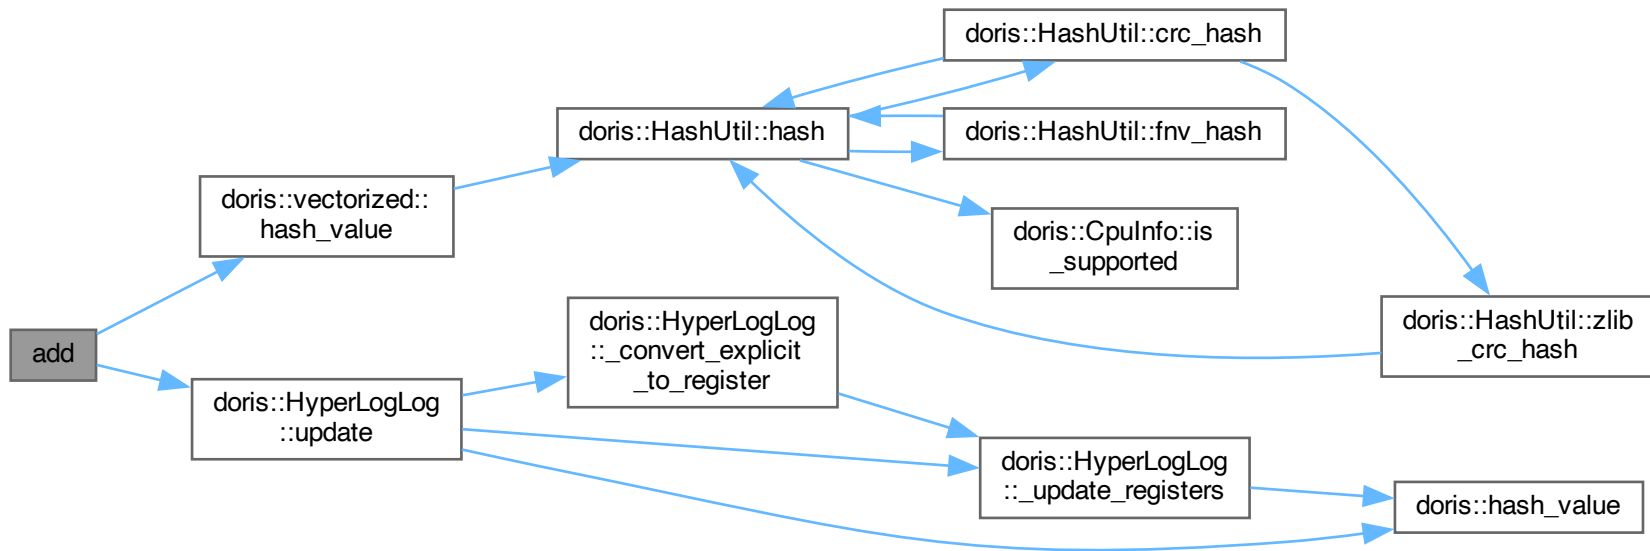 doris::HashUtil::crc_hash
doris::HashUtil::hash
doris::HashUtil::fnv_hash
doris::vectorized::
hash_value
doris::CpuInfo::is
_supported
doris::HyperLogLog
::_convert_explicit
_to_register
doris::HashUtil::zlib
_crc_hash
add
doris::HyperLogLog
::update
doris::HyperLogLog
::_update_registers
doris::hash_value